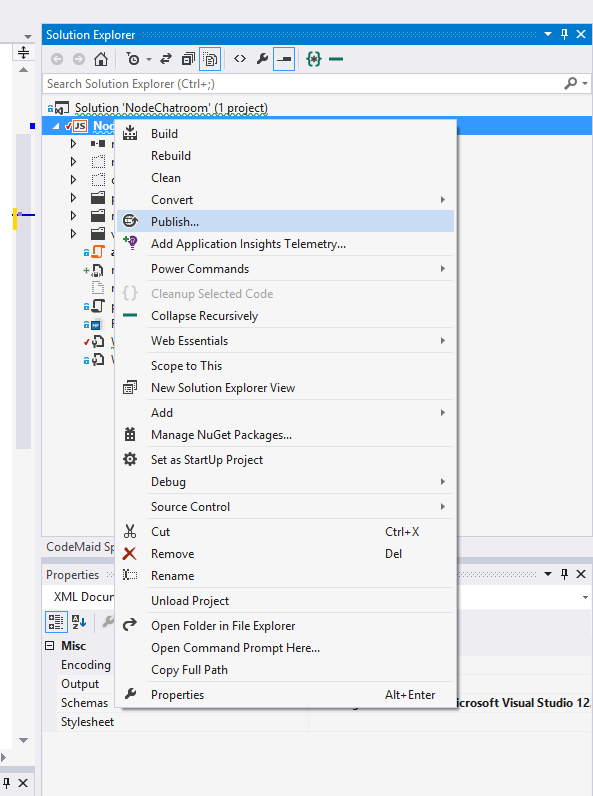 Solution Explorer
Search Solution Explorer (Ctrl+;)
Solution 'NodeChatroom' (1 project)
JS
Build
Rebuild
Clean
Convert
Publish...
Add Application Insights Telemetry...
Power Commands
Cleanup Selected Code
Collapse Recursively
Web Essentials
Scope to This
New Solution Explorer View
Add
Manage NuGet Packages...
Set as StartUp Project
Debug
Source Control
Cut Ctrl+X
Remove Del
Rename
Unload Project
Open Folder in File Explorer
Open Command Prompt Here...
Copy Full Path
Properties Alt+Enter
CodeMaid
Properties
XML
Misc
Encoding
Output
Schemas
Visual Studio 12.
Stylesheet